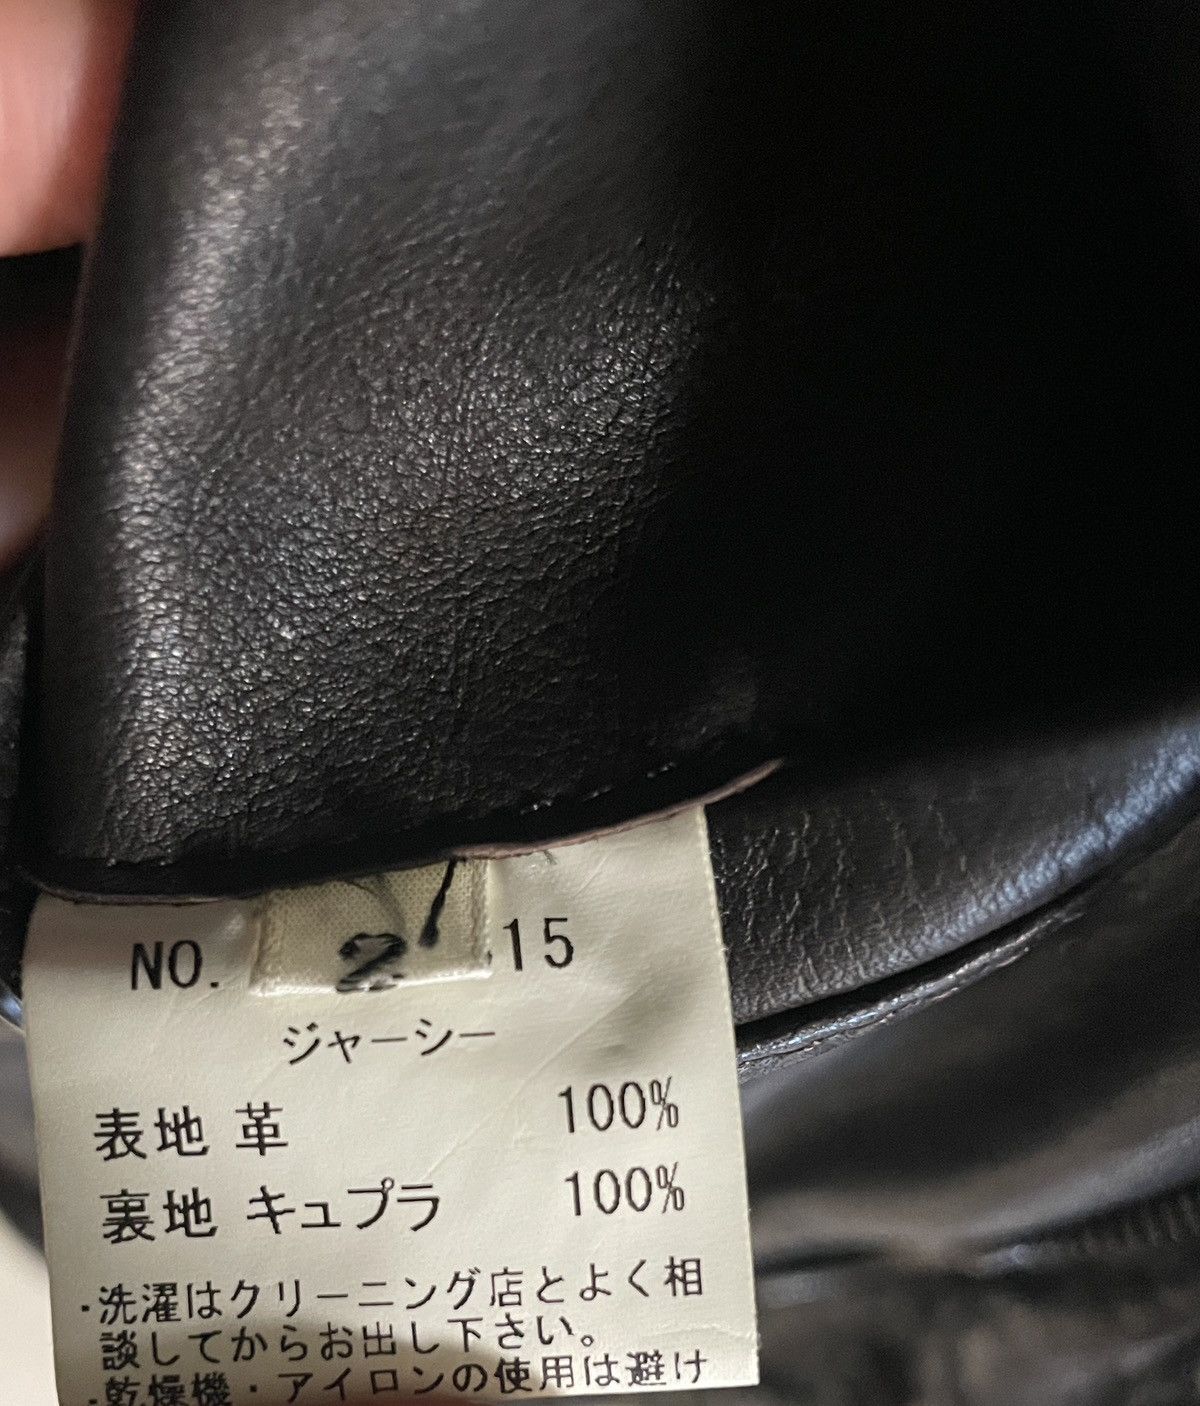 NO. 15
2
ジャーシー
表地 革 100%
裏地 キュプラ 100%
・洗濯はクリーニング店とよく相
談してからお出し下さい。
・乾燥機・アイロンの使用は避け